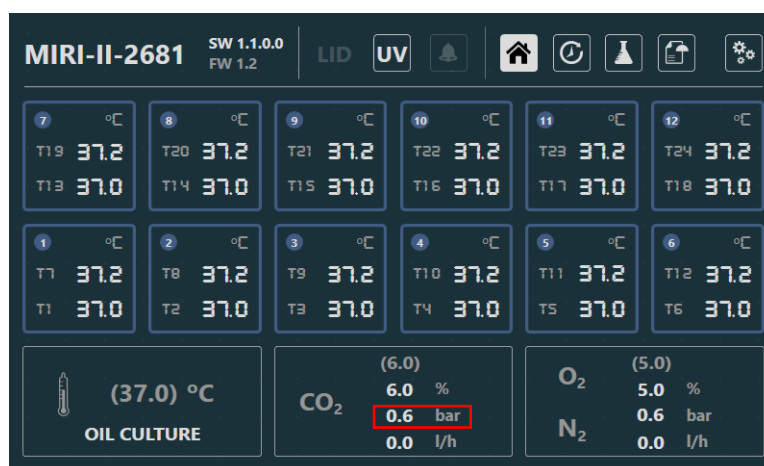 MIRI-II-2681 SW 1.1.0.0 LID UV
FW 1.2
7 °C 8 °C 9 °C 10 °C 11 °C 12 °C
T19 37.2 T20 37.2 T21 37.2 T22 37.2 T23 37.2 T24 37.2
T13 37.0 T14 37.0 T15 37.0 T16 37.0 T17 37.0 T18 37.0
1 °C 2 °C 3 °C 4 °C 5 °C 6 °C
T7 37.2 T8 37.2 T9 37.2 T10 37.2 T11 37.2 T12 37.2
T1 37.0 T2 37.0 T3 37.0 T4 37.0 T5 37.0 T6 37.0
(37.0) ºC
OIL CULTURE
(6.0)
CO₂
6.0 %
0.6 bar
0.0 l/h
(5.0)
O₂
5.0 %
0.6 bar
N₂
0.0 l/h